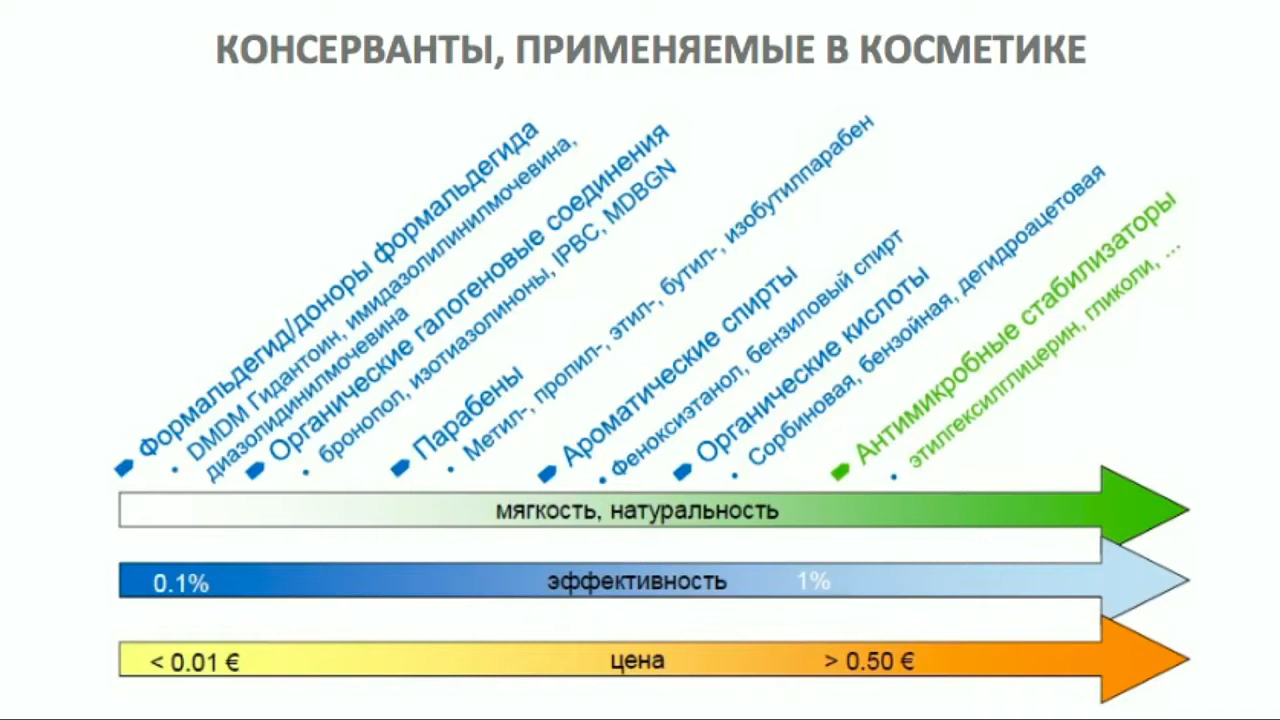 КОНСЕРВАНТЫ, ПРИМЕНЯЕМЫЕ В КОСМЕТИКЕ
Формальдегид/доноры формальдегида
DMDM Гидантоин, имидазолилинилмочевина,
диазолидинилмочевина
Органические галогеновые соединения
бронопол, изотиазолиноны, IPBC, MDBGN
Парабены
Метил-, пропил-, этил-, бутил-, изобутилпарабен
Ароматические спирты
Феноксиэтанол, бензиловый спирт
Органические кислоты
Сорбиновая, бензойная, дегидроацетовая
Антимикробные стабилизаторы
этилгексилглицерин, гликоли, ...
мягкость, натуральность
0.1% эффективность 1%
< 0.01 € цена > 0.50 €